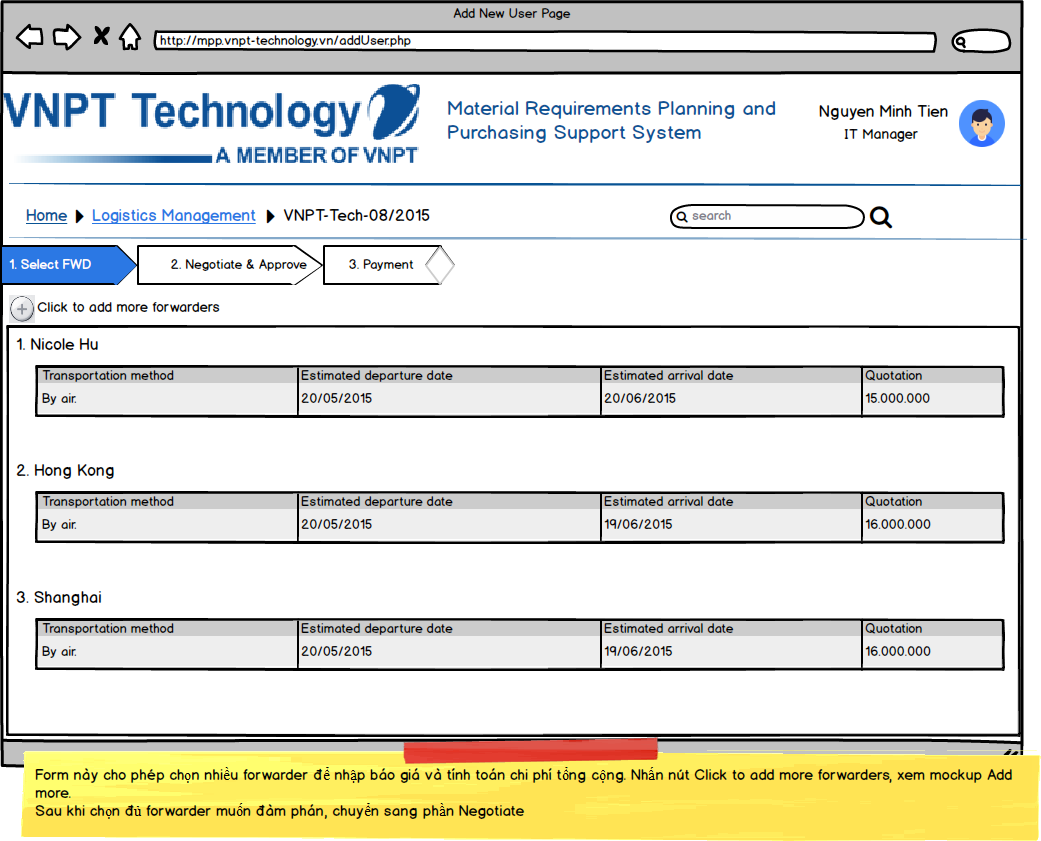 Add New User Page
http://mpp.vnpt-technology.vn/addUser.php
VNPT Technology
A MEMBER OF VNPT
Material Requirements Planning and
Purchasing Support System
Nguyen Minh Tien
IT Manager
Home Logistics Management VNPT-Tech-08/2015
search
1. Select FWD 2. Negotiate & Approve 3. Payment
Click to add more forwarders
1. Nicole Hu
Transportation method Estimated departure date Estimated arrival date Quotation
By air. 20/05/2015 20/06/2015 15.000.000
2. Hong Kong
Transportation method Estimated departure date Estimated arrival date Quotation
By air. 20/05/2015 19/06/2015 16.000.000
3. Shanghai
Transportation method Estimated departure date Estimated arrival date Quotation
By air. 20/05/2015 19/06/2015 16.000.000
Form này cho phép chọn nhiều forwarder để nhập báo giá và tính toán chi phí tổng cộng. Nhấn nút Click to add more forwarders, xem mockup Add
more.
Sau khi chọn đủ forwarder muốn đàm phán, chuyển sang phần Negotiate